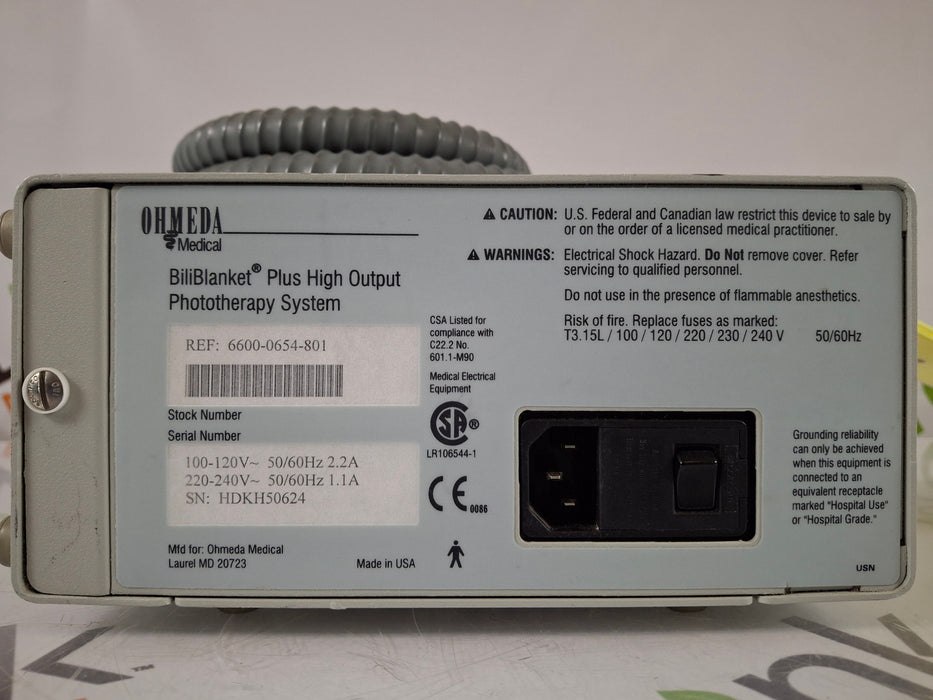 OHMEDA
Medical
BiliBlanket® Plus High Output
Phototherapy System
REF: 6600-0654-801
Stock Number
Serial Number
100-120V~ 50/60Hz 2.2A
220-240V~ 50/60Hz 1.1A
SN: HDKH50624
Mfd for: Ohmeda Medical
Laurel MD 20723
Made in USA
CSA Listed for
compliance with
C22.2 No.
601.1-M90
Medical Electrical
Equipment
SA®
LR106544-1
CE 0086
⚠ CAUTION: U.S. Federal and Canadian law restrict this device to sale by
or on the order of a licensed medical practitioner.
⚠ WARNINGS: Electrical Shock Hazard. Do Not remove cover. Refer
servicing to qualified personnel.
Do not use in the presence of flammable anesthetics.
Risk of fire. Replace fuses as marked:
T3.15L / 100 / 120 / 220 / 230 / 240 V 50/60Hz
Grounding reliability
can only be achieved
when this equipment is
connected to an
equivalent receptacle
marked "Hospital Use"
or "Hospital Grade."
USN